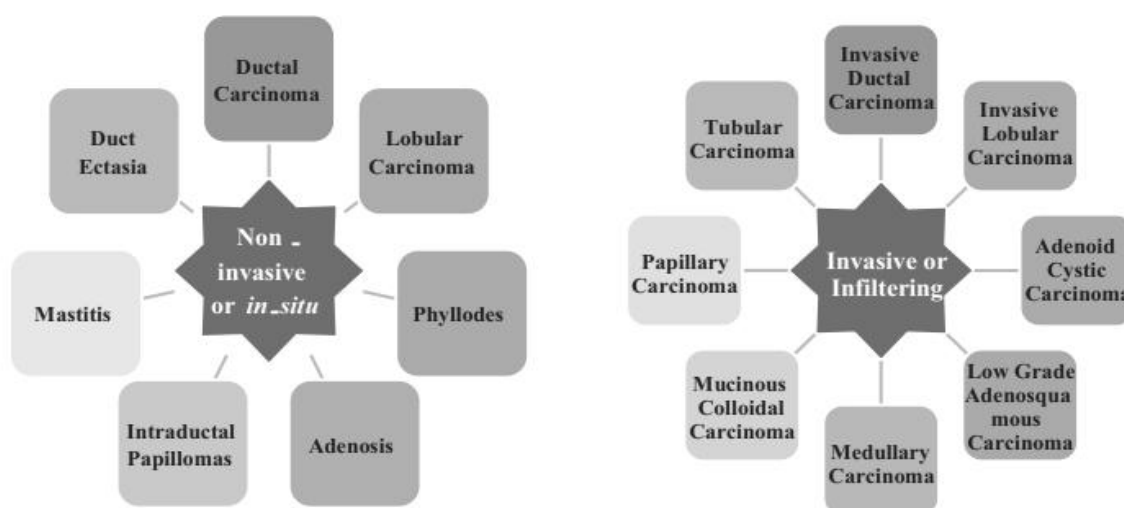 Ductal
Carcinoma
Lobular
Carcinoma
Phyllodes
Adenosis
Intraductal
Papillomas
Mastitis
Duct
Ectasia
Non -
invasive
or in-situ
Invasive
Ductal
Carcinoma
Invasive
Lobular
Carcinoma
Adenoid
Cystic
Carcinoma
Low Grade
Adenosqua
mous
Carcinoma
Medullary
Carcinoma
Mucinous
Colloidal
Carcinoma
Papillary
Carcinoma
Tubular
Carcinoma
Invasive or
Infiltering